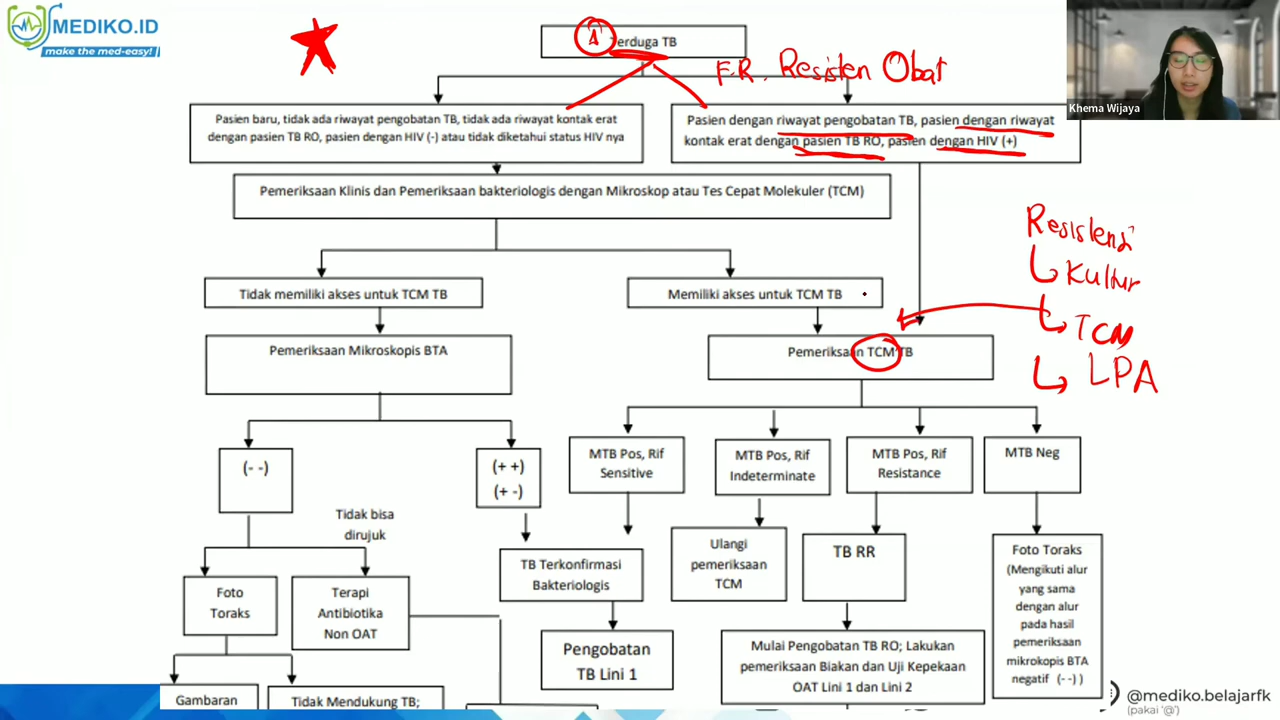 MEDIKO.ID
make the med-easy!
A
Terduga TB
F.R. Resisten Obat
Khema Wijaya
Pasien baru, tidak ada riwayat pengobatan TB, tidak ada riwayat kontak erat
dengan pasien TB RO, pasien dengan HIV (-) atau tidak diketahui status HIV nya
Pasien dengan riwayat pengobatan TB, pasien dengan riwayat
kontak erat dengan pasien TB RO, pasien dengan HIV (+)
Pemeriksaan Klinis dan Pemeriksaan bakteriologis dengan Mikroskop atau Tes Cepat Molekuler (TCM)
Resistensi
Kultur
TCM
LPA
Tidak memiliki akses untuk TCM TB
Memiliki akses untuk TCM TB
Pemeriksaan Mikroskopis BTA
Pemeriksaan TCM TB
(- -)
(+ +)
(+ -)
MTB Pos, Rif
Sensitive
MTB Pos, Rif
Indeterminate
MTB Pos, Rif
Resistance
MTB Neg
Tidak bisa
dirujuk
Foto
Toraks
Terapi
Antibiotika
Non OAT
TB Terkonfirmasi
Bakteriologis
Ulangi
pemeriksaan
TCM
TB RR
Foto Toraks
(Mengikuti alur
yang sama
dengan alur
pada hasil
pemeriksaan
mikrokopis BTA
negatif (- -) )
Pengobatan
TB Lini 1
Mulai Pengobatan TB RO; Lakukan
pemeriksaan Biakan dan Uji Kepekaan
OAT Lini 1 dan Lini 2
Gambaran
Tidak Mendukung TB;
@mediko.belajarfk
(pakai '@')